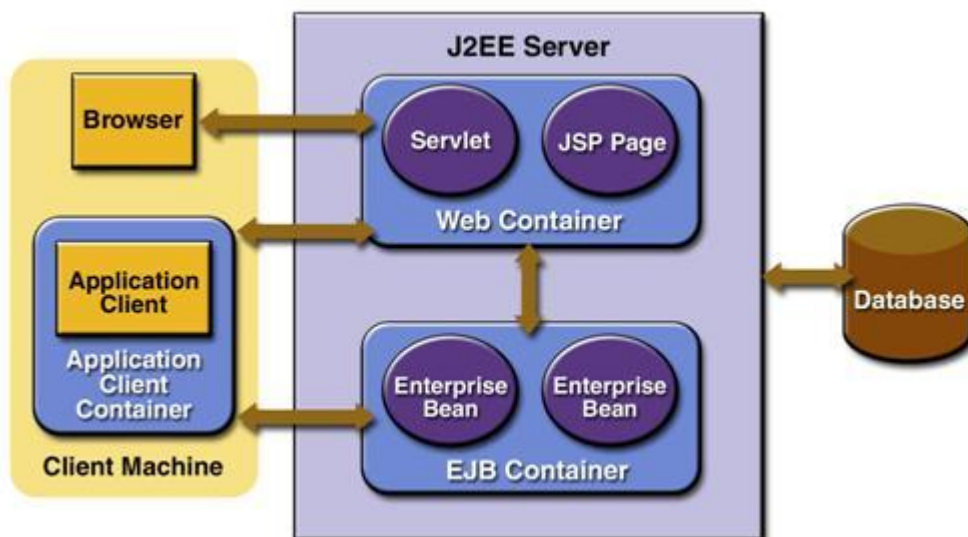 J2EE Server
Browser
Servlet
JSP Page
Web Container
Application
Client
Application
Client
Container
Client Machine
Enterprise
Bean
Enterprise
Bean
EJB Container
Database